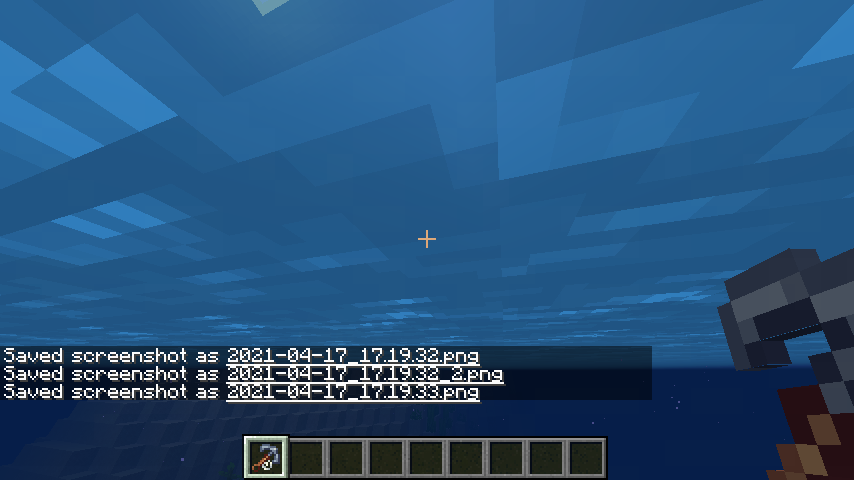 Saved screenshot as 2021-04-17_17.19.32.png
Saved screenshot as 2021-04-17_17.19.32_2.png
Saved screenshot as 2021-04-17_17.19.33.png